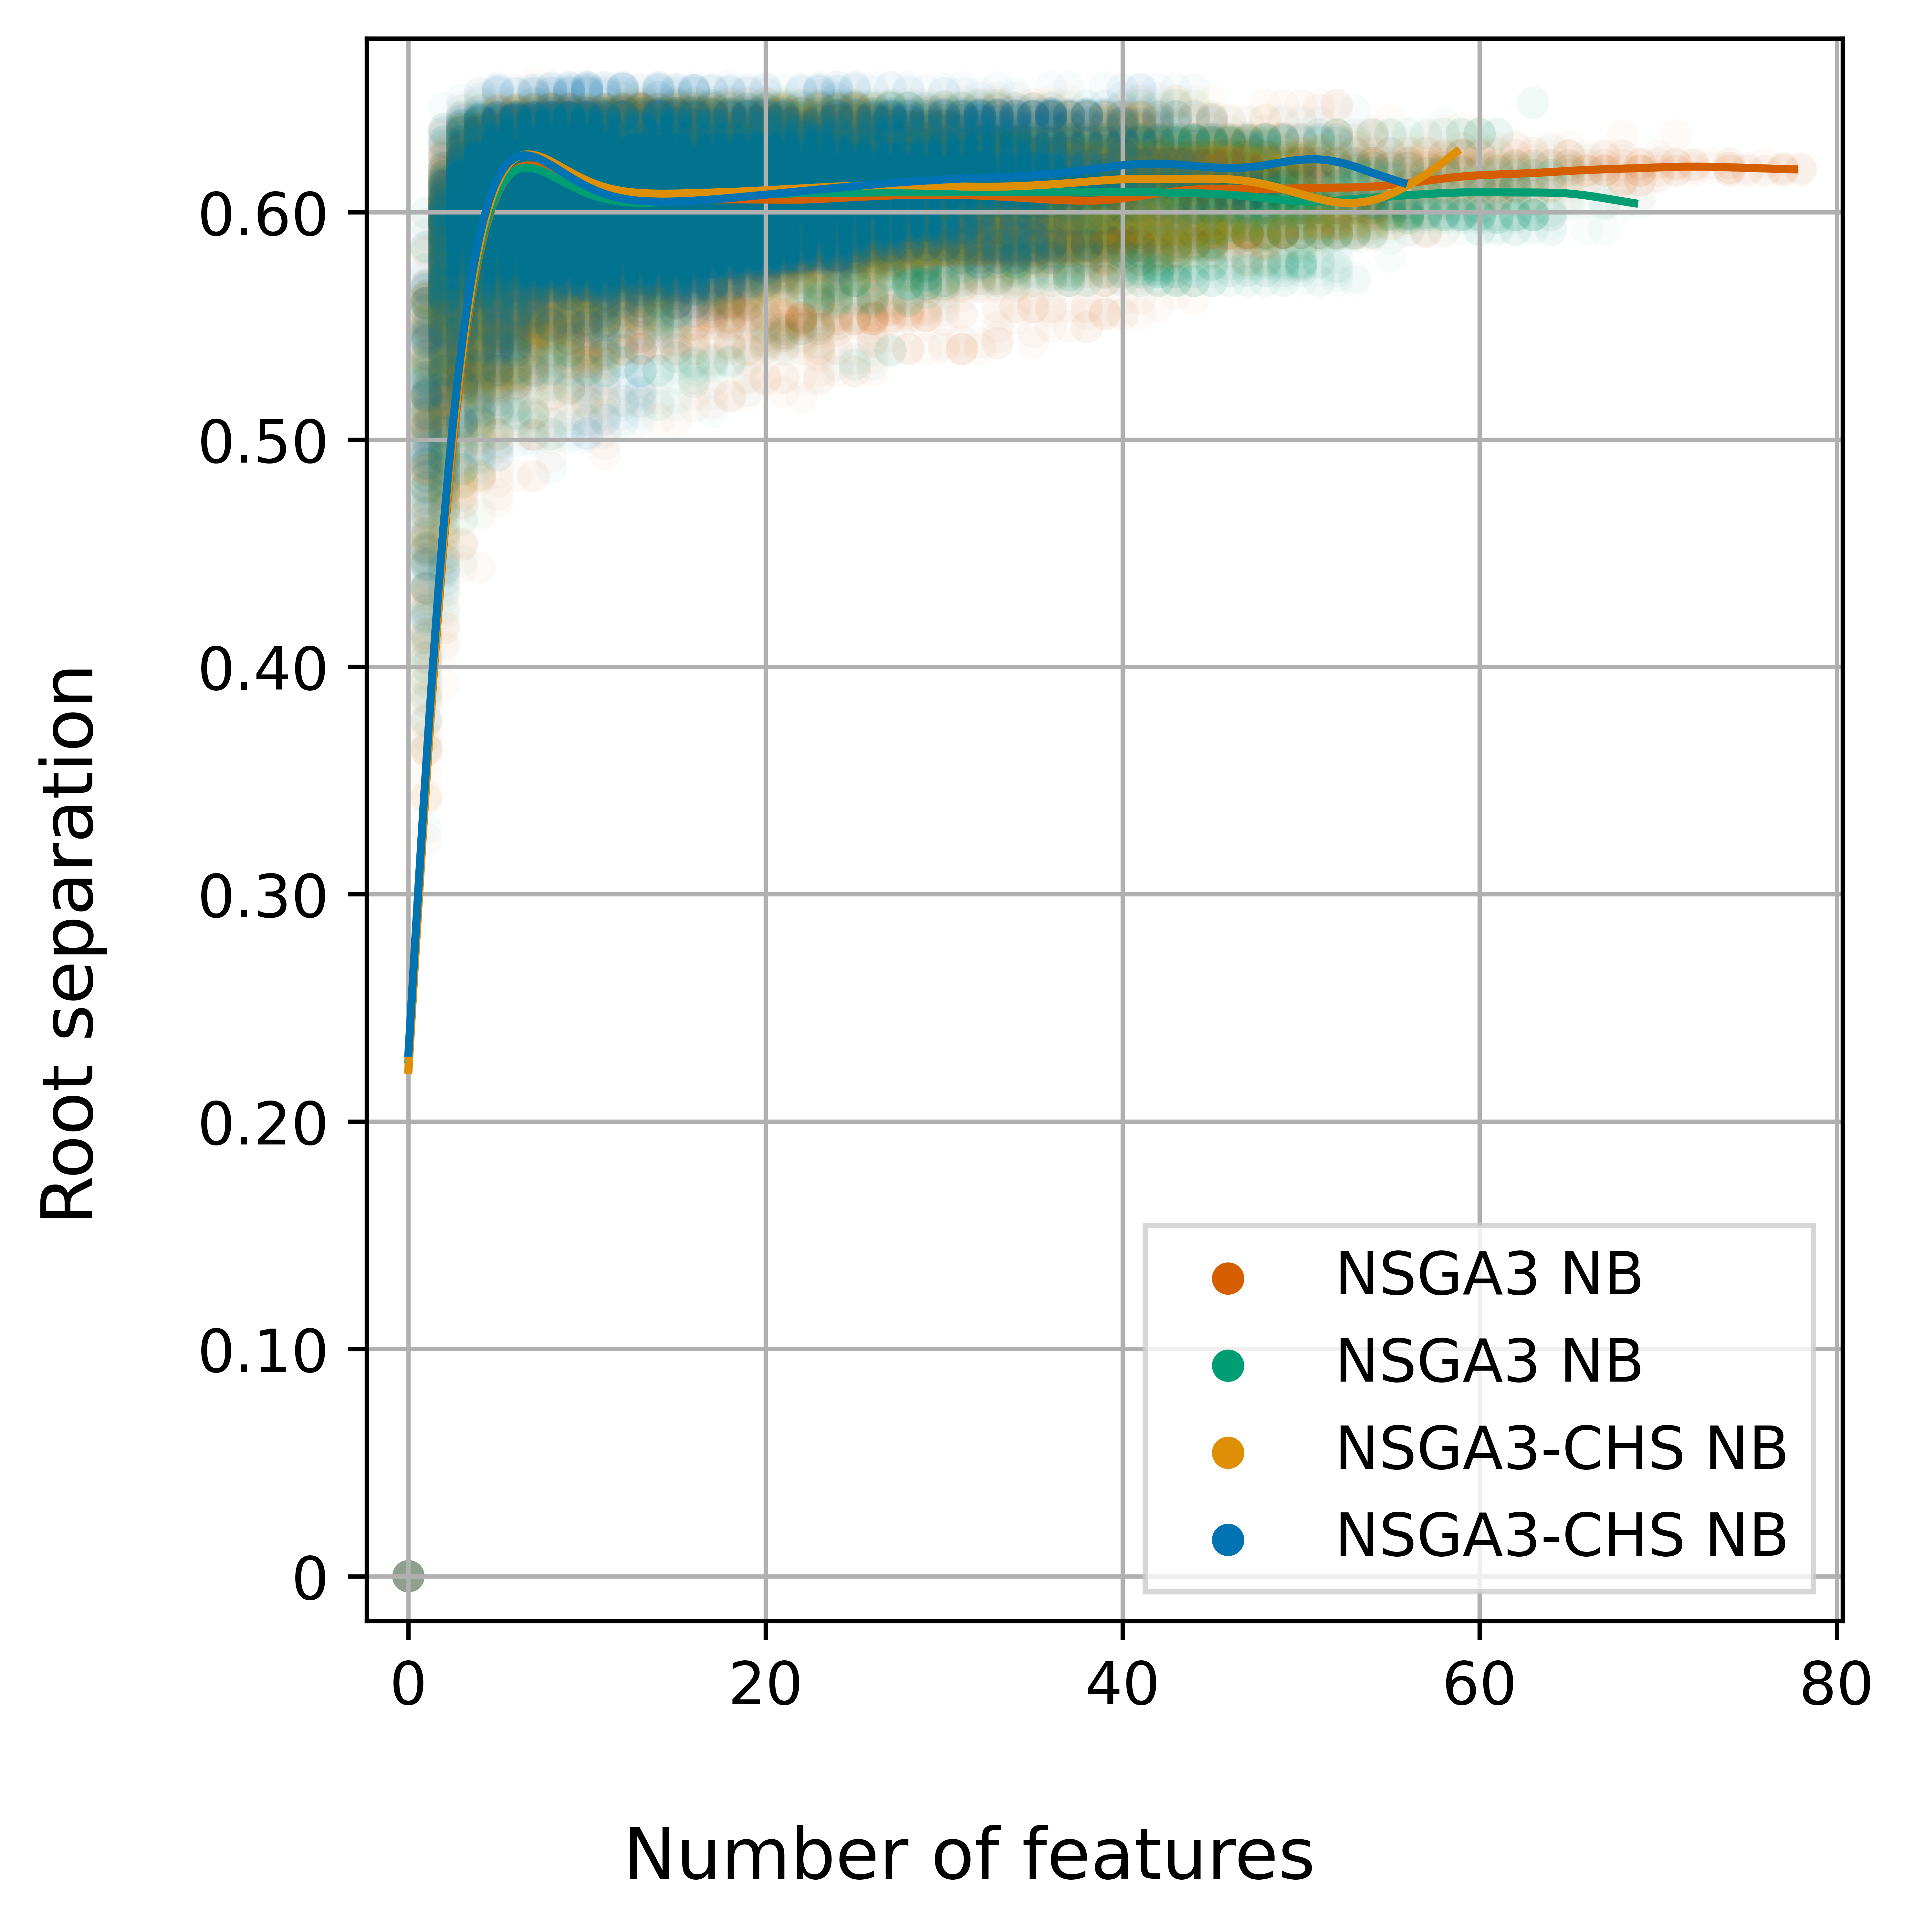 Root separation
0.60
0.50
0.40
0.30
0.20
0.10
0
NSGA3 NB
NSGA3 NB
NSGA3-CHS NB
NSGA3-CHS NB
0 20 40 60 80
Number of features